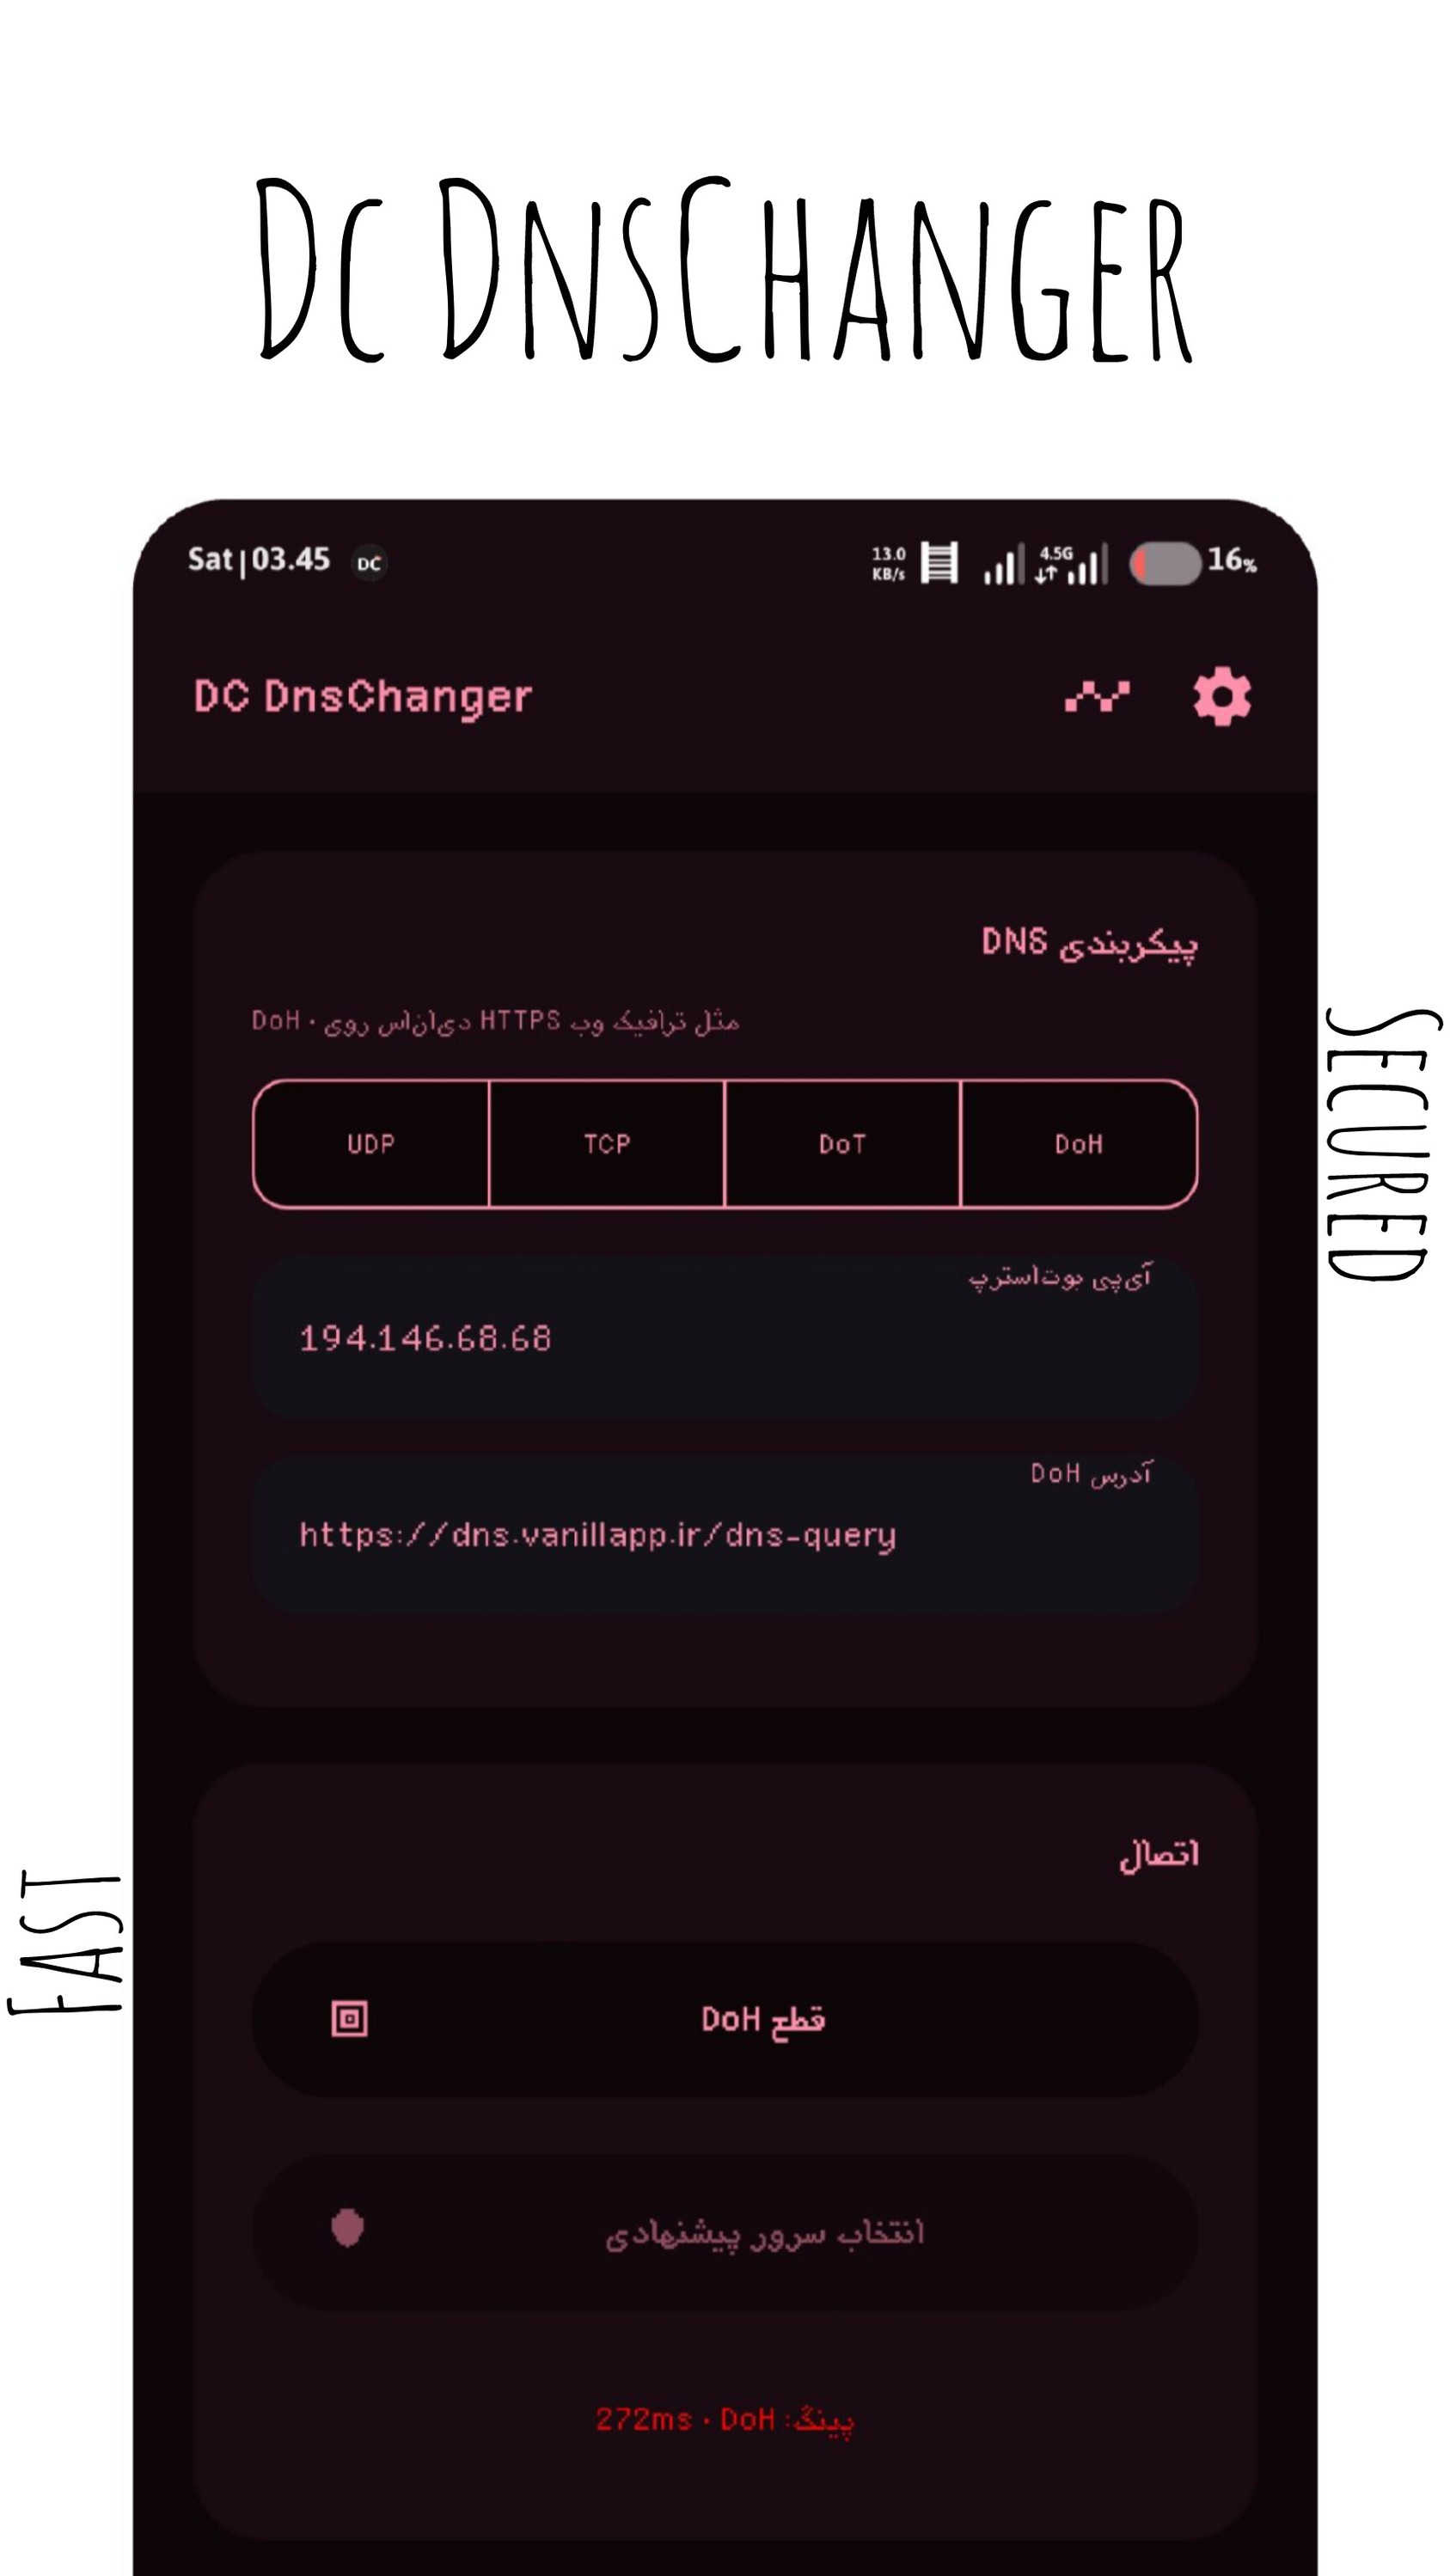 Dc DnsChanger
Sat | 03.45 DC 13.0 KB/s 4.5G 16%
DC DnsChanger
پیکربندی DNS
DoH · دی‌ان‌اس روی HTTPS مثل ترافیک وب
UDP TCP DoT DoH
آی‌پی بوت‌استرپ
194.146.68.68
آدرس DoH
https://dns.vanillapp.ir/dns-query
SECURED
اتصال
FAST
قطع DoH
انتخاب سرور پیشنهادی
پینگ: 272ms · DoH